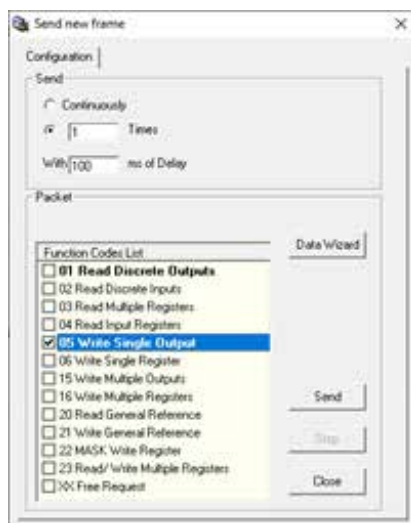 Send new frame
Configuration
Send
Continuously
1 Times
With 100 ms of Delay
Packet
Data Wizard
Function Codes List
01 Read Discrete Outputs
02 Read Discrete Inputs
03 Read Multiple Registers
04 Read Input Registers
05 Write Single Output
06 Write Single Register
15 Write Multiple Outputs
16 Write Multiple Registers
Send
20 Read General Reference
21 Write General Reference
Stop
22 MASK Write Register
23 Read/Write Multiple Registers
XX Free Request
Close